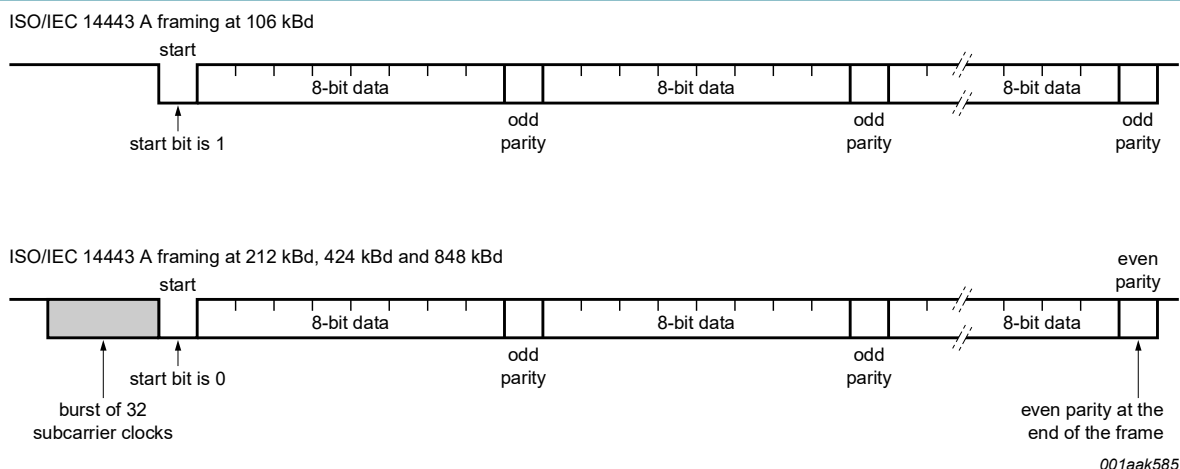 ISO/IEC 14443 A framing at 106 kBd
start
8-bit data
8-bit data
8-bit data
start bit is 1
odd
parity
odd
parity
odd
parity
ISO/IEC 14443 A framing at 212 kBd, 424 kBd and 848 kBd
even
parity
start
8-bit data
8-bit data
8-bit data
start bit is 0
odd
parity
odd
parity
burst of 32
subcarrier clocks
even parity at the
end of the frame
001aak585